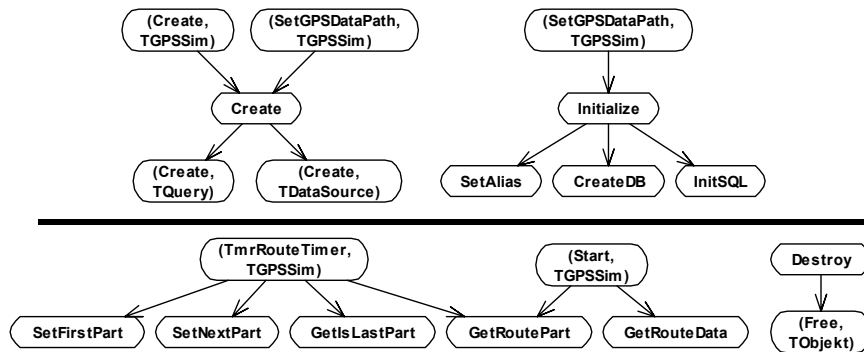 (Create,
TGPSSim)
(SetGPSDataPath,
TGPSSim)
(SetGPSDataPath,
TGPSSim)
Create
Initialize
(Create,
TQuery)
(Create,
TDataSource)
SetAlias
CreateDB
InitSQL
(TmrRouteTimer,
TGPSSim)
(Start,
TGPSSim)
Destroy
SetFirstPart
SetNextPart
GetIsLastPart
GetRoutePart
GetRouteData
(Free,
TObjekt)